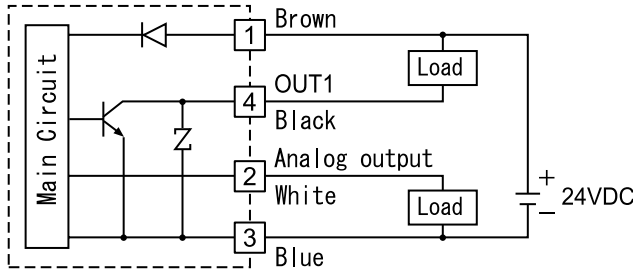 Main Circuit
1
Brown
Load
OUT1
4
Black
Analog output
2
White
Load
3
Blue
+
24VDC
−